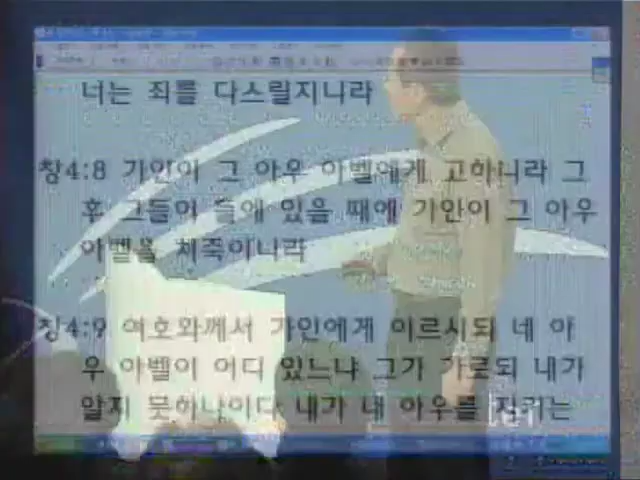 너는 죄를 다스릴지니라
창4:8 가인이 그 아우 아벨에게 고하니라 그
후 그들이 들에 있을 때에 가인이 그 아우
아벨을 쳐죽이니라
창4:9 여호와께서 가인에게 이르시되 네 아
우 아벨이 어디 있느냐 그가 가로되 내가
알지 못하나이다 내가 내 아우를 지키는